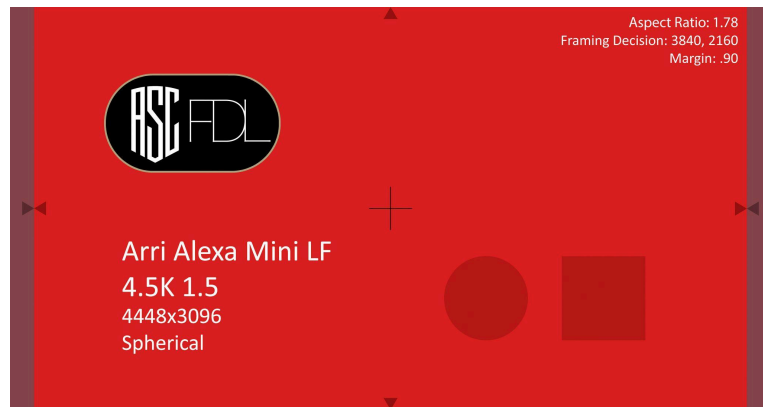 Aspect Ratio: 1.78
Framing Decision: 3840, 2160
Margin: .90
ASC FDL
Arri Alexa Mini LF
4.5K 1.5
4448x3096
Spherical